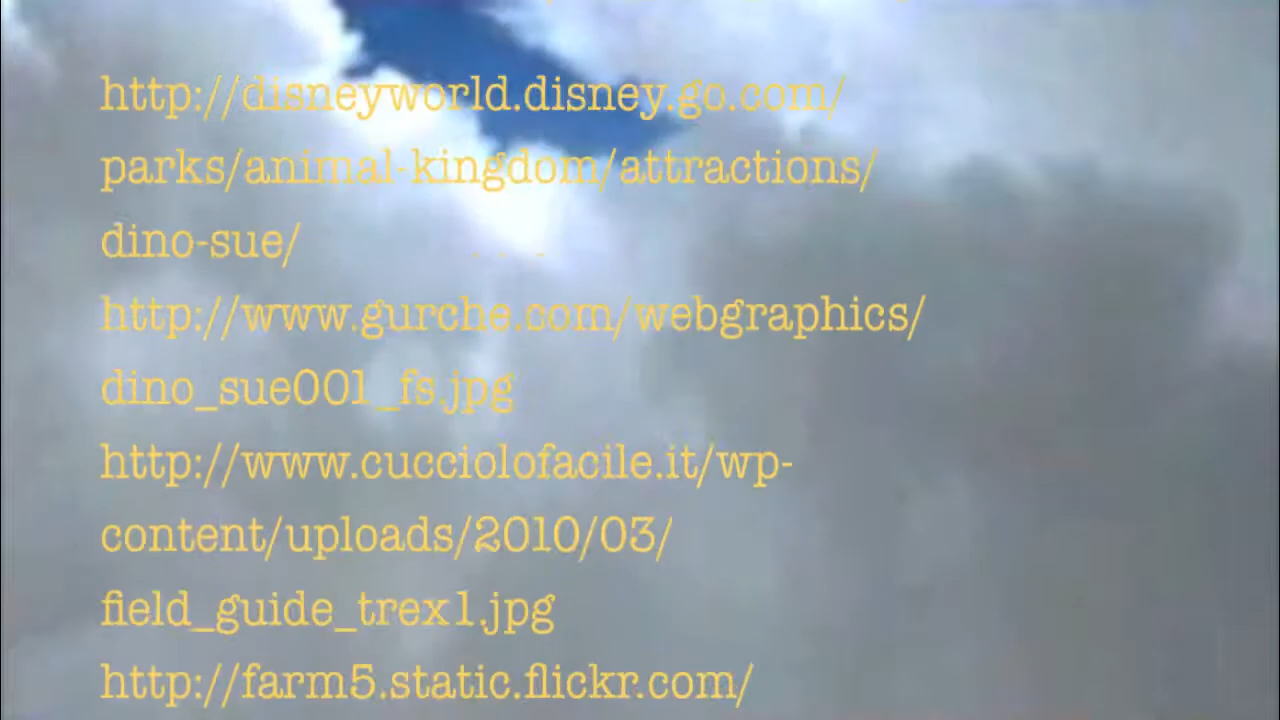 http://disneyworld.disney.go.com/
parks/animal-kingdom/attractions/
dino-sue/
http://www.gurche.com/webgraphics/
dino_sue001_fs.jpg
http://www.cucciolofacile.it/wp-
content/uploads/2010/03/
field_guide_trex1.jpg
http://farm5.static.flickr.com/